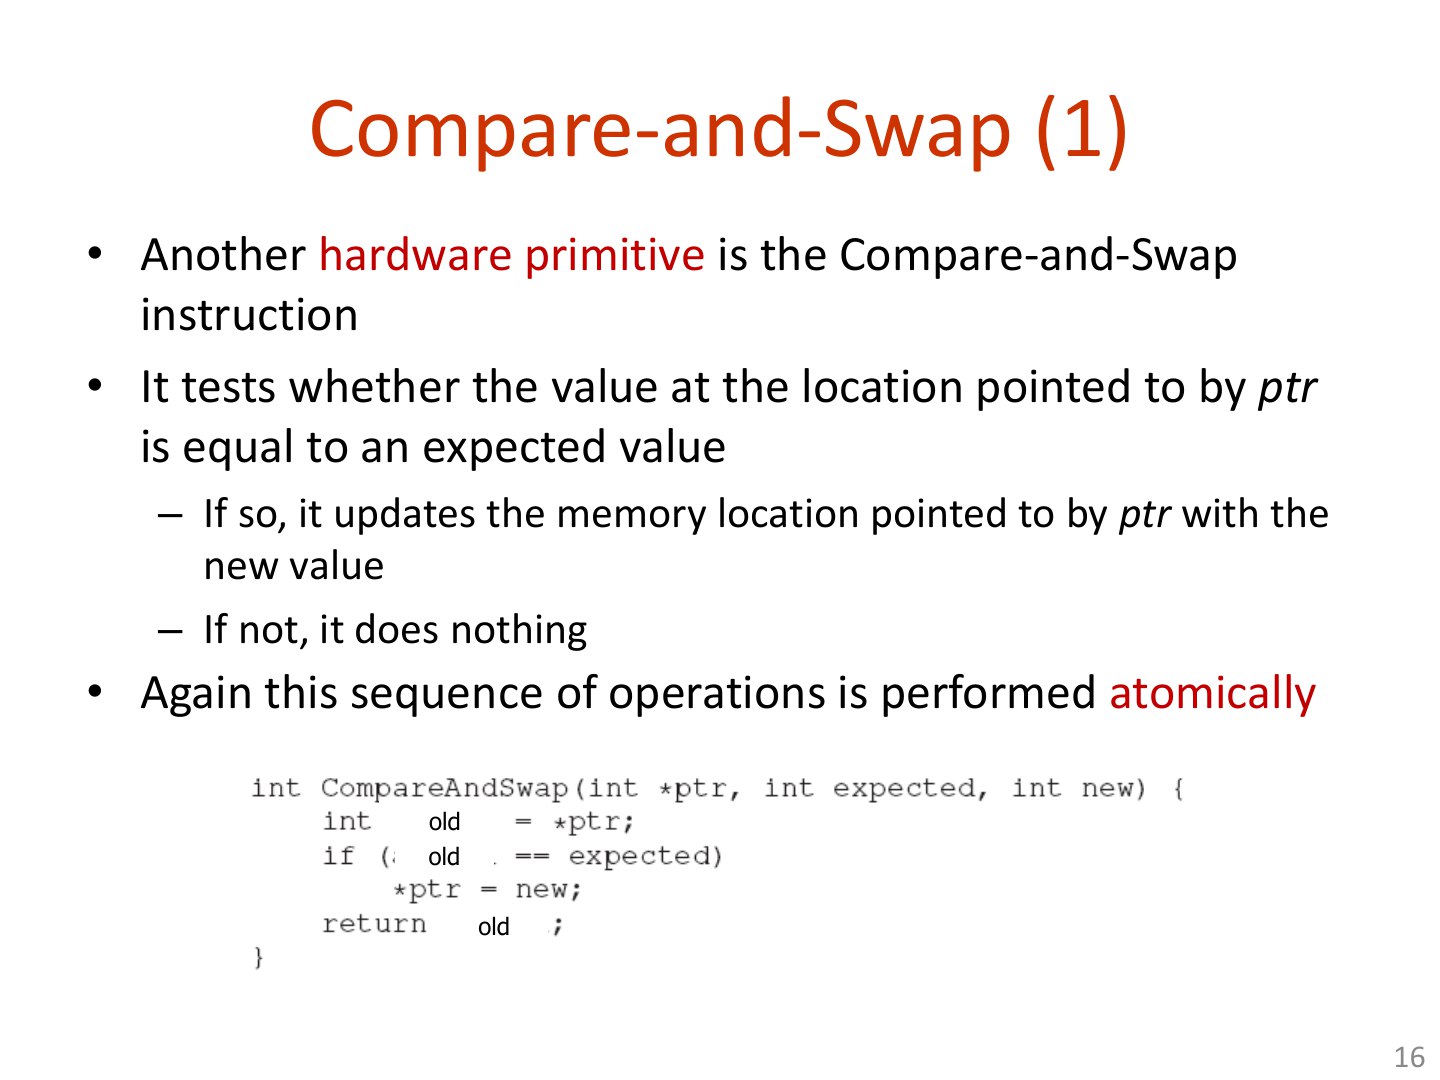 Compare-and-Swap (1)
• Another hardware primitive is the Compare-and-Swap
instruction
• It tests whether the value at the location pointed to by ptr
is equal to an expected value
– If so, it updates the memory location pointed to by ptr with the
new value
– If not, it does nothing
• Again this sequence of operations is performed atomically
int CompareAndSwap(int *ptr, int expected, int new) {
int old = *ptr;
if ( old == expected)
*ptr = new;
return old ;
}
16